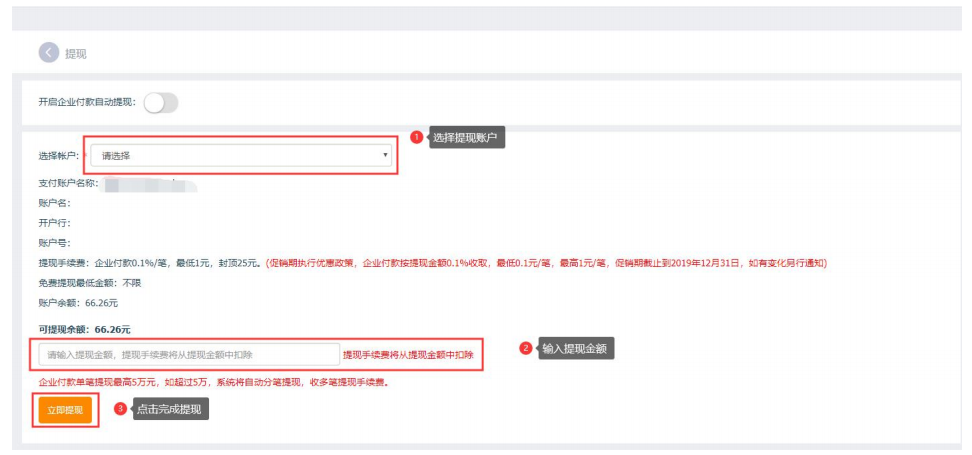 提现
开启企业付款自动提现：
1 选择提现账户
选择帐户：* 请选择
支付账户名称：
账户名：
开户行：
账户号：
提现手续费：企业付款0.1%/笔，最低1元，封顶25元。(促销期执行优惠政策，企业付款按提现金额0.1%收取，最低0.1元/笔，最高1元/笔，促销期截止到2019年12月31日，如有变化另行通知)
免费提现最低金额：不限
账户余额：66.26元
可提现余额：66.26元
请输入提现金额，提现手续费将从提现金额中扣除 提现手续费将从提现金额中扣除 2 输入提现金额
企业付款单笔提现最高5万元，如超过5万，系统将自动分笔提现，收多笔提现手续费。
立即提现 3 点击完成提现